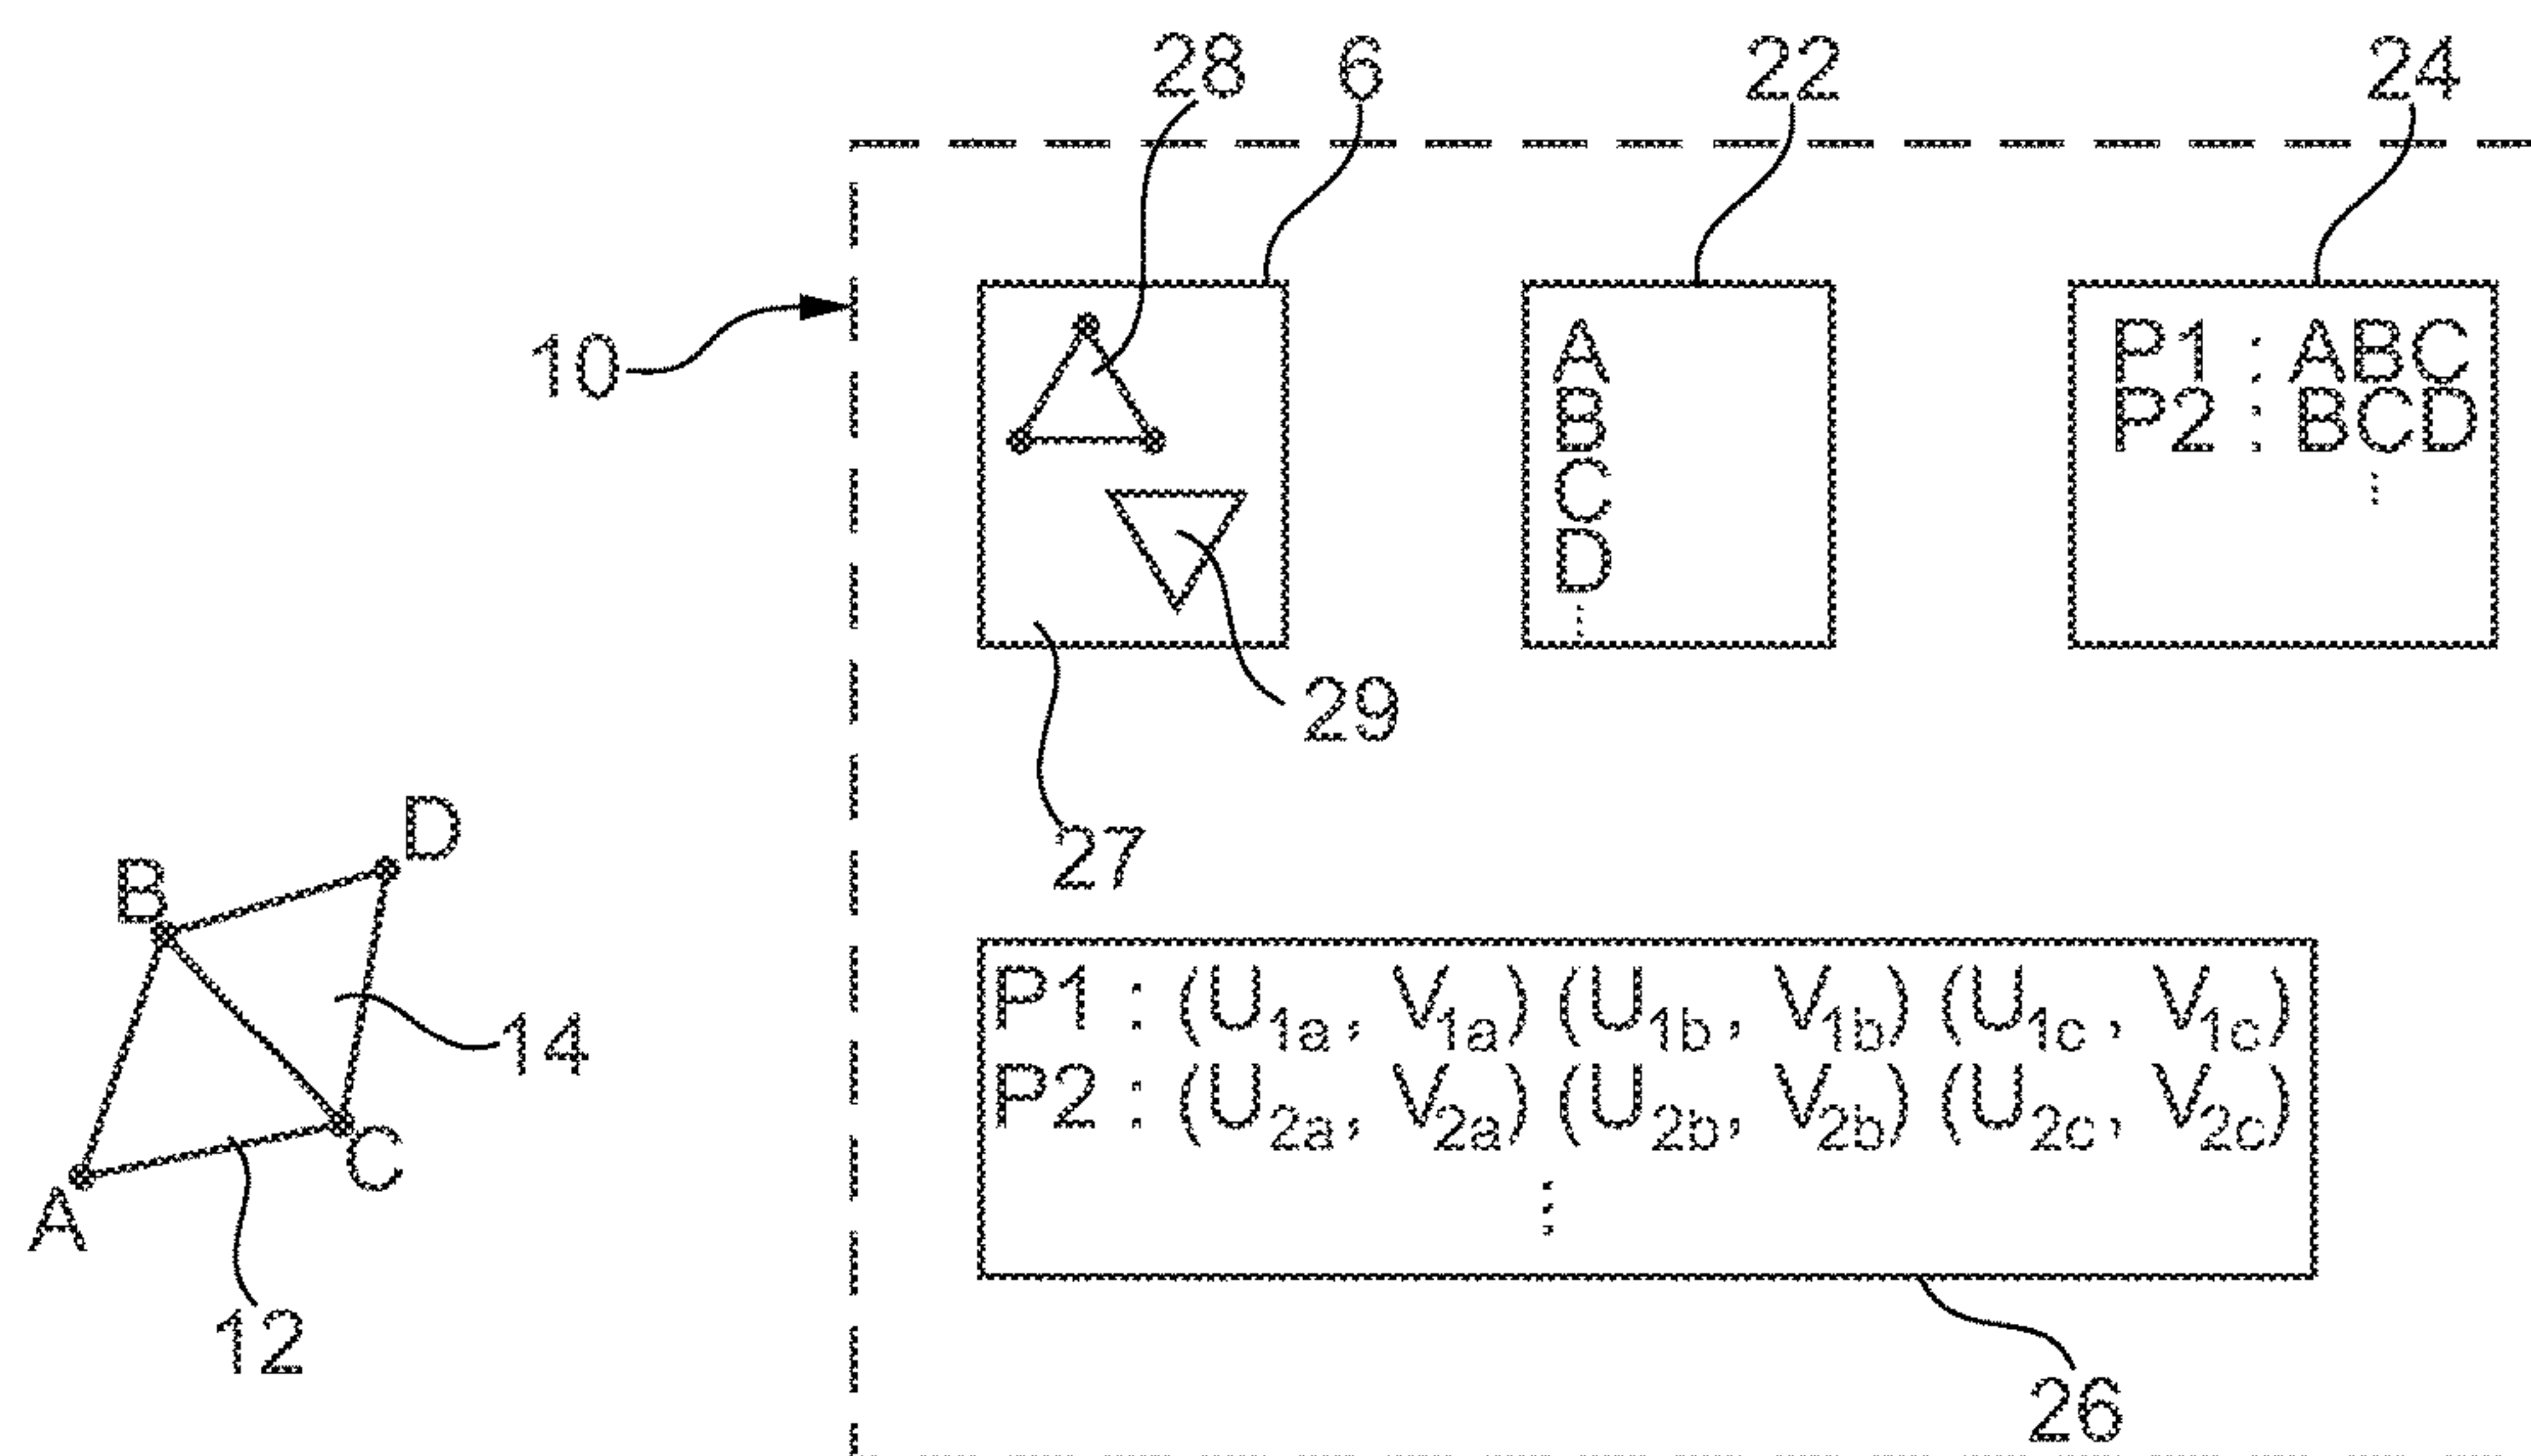 28
6
22
24
10
A
B
C
D
⋮
P1 : ABC
P2 : BCD
⋮
29
27
B
D
14
A
C
12
P1 : (U1a, V1a) (U1b, V1b) (U1c, V1c)
P2 : (U2a, V2a) (U2b, V2b) (U2c, V2c)
⋮
26